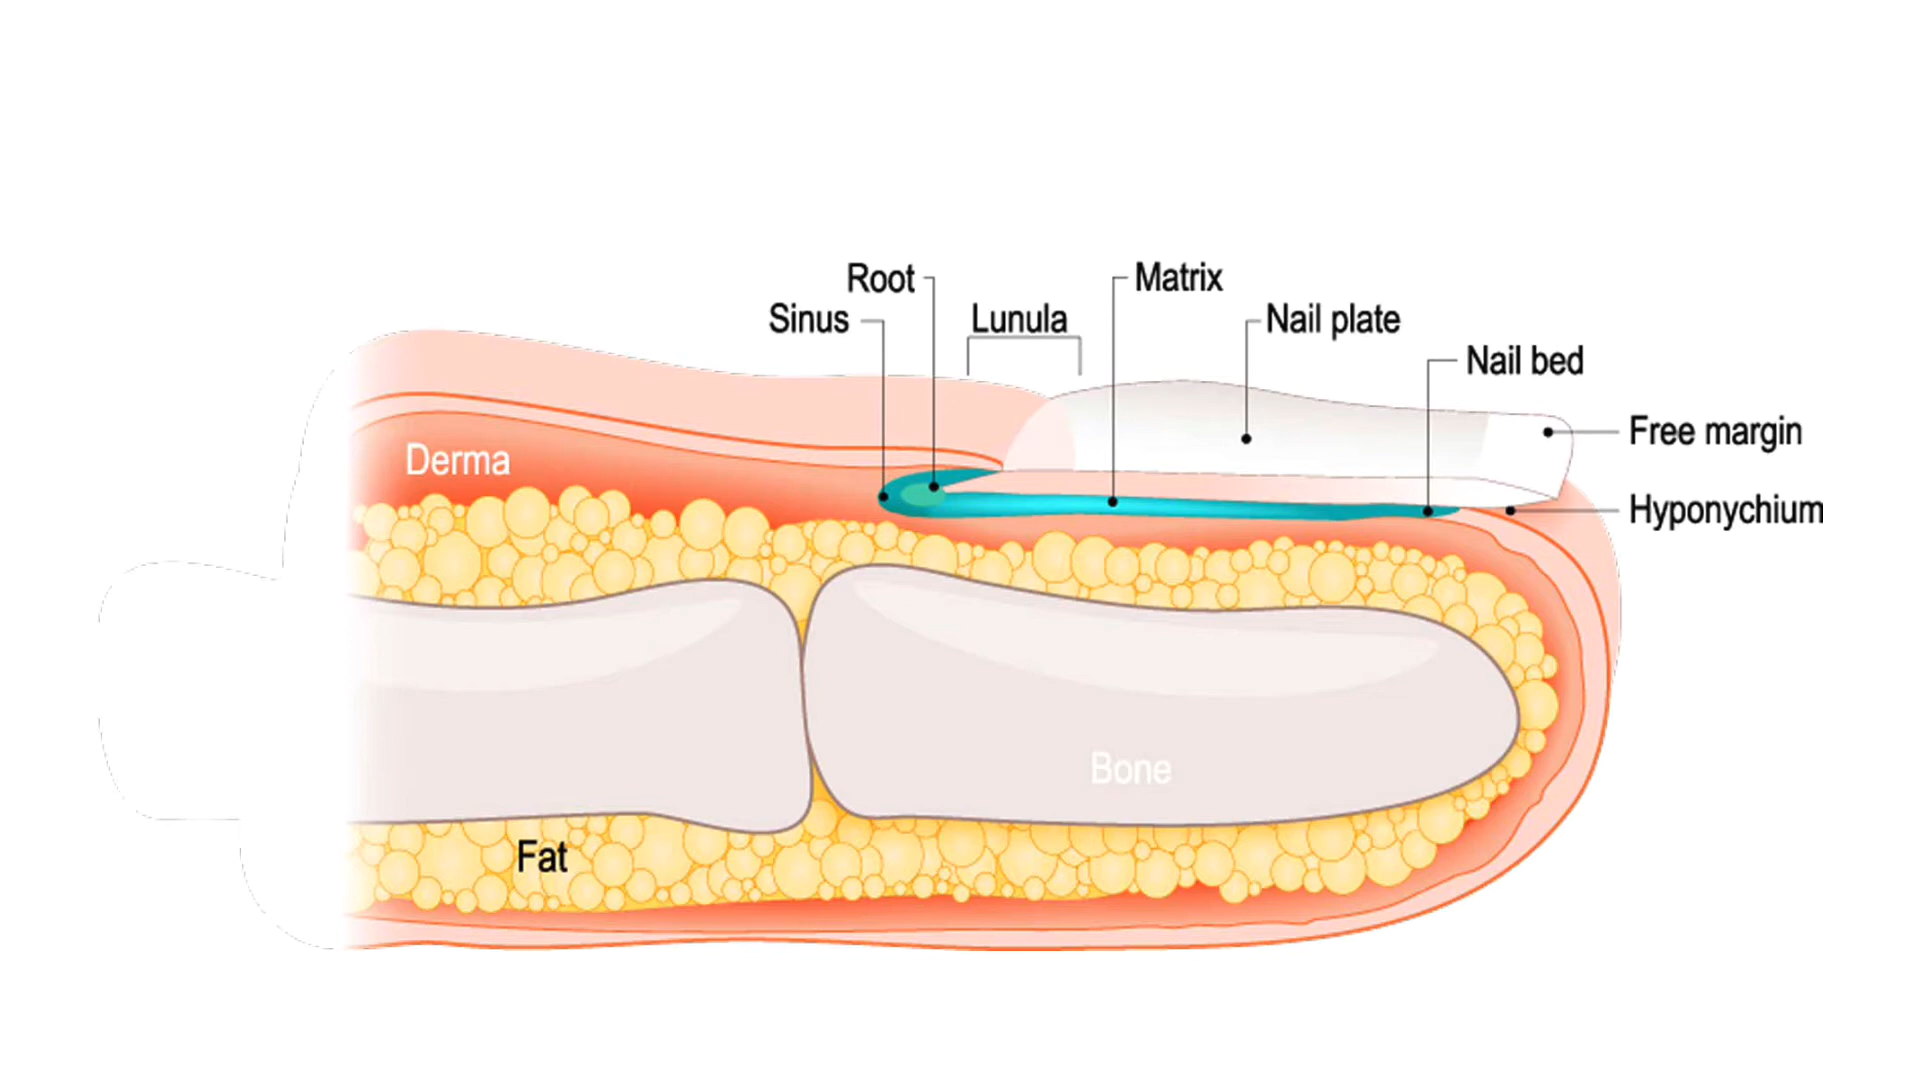 Root
Matrix
Sinus
Lunula
Nail plate
Nail bed
Free margin
Derma
Hyponychium
Bone
Fat